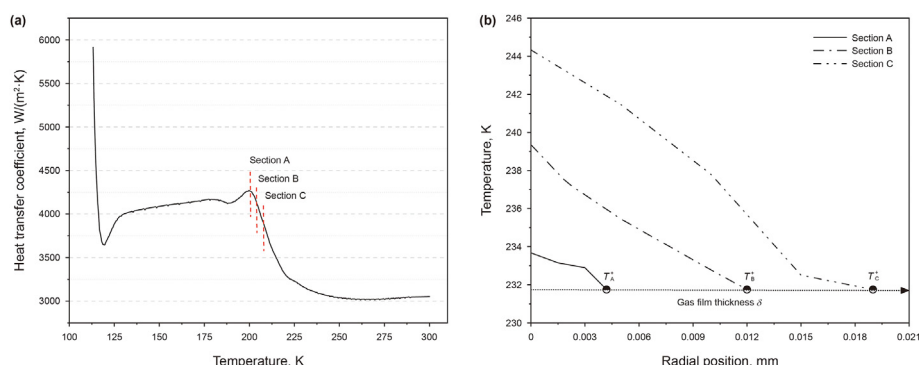 (a)
6000
5500
5000
4500
4250
4000
3500
3000
Heat transfer coefficient, W/(m²·K)
Section A
Section B
Section C
100 125 150 175 200 225 250 275 300
Temperature, K
(b)
246
244
242
240
238
236
234
232
230
Temperature, K
Section A
Section B
Section C
T⁺A
T⁺B
T⁺C
Gas film thickness δ
0 0.003 0.006 0.009 0.012 0.015 0.018 0.021
Radial position, mm